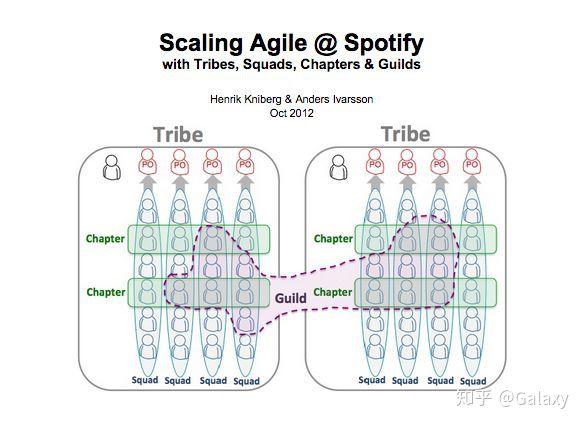 Scaling Agile @ Spotify
with Tribes, Squads, Chapters & Guilds
Henrik Kniberg & Anders Ivarsson
Oct 2012
Tribe
Tribe
PO PO PO PO
PO PO PO PO
Chapter
Chapter
Chapter
Chapter
Guild
Squad Squad Squad Squad
Squad Squad Squad Squad
知乎 @Galaxy